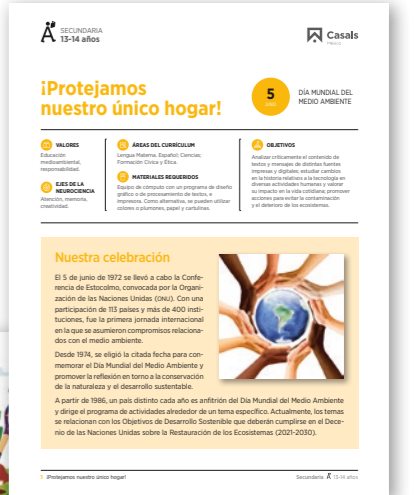 SECUNDARIA
13-14 años
Casals
¡Protejamos
nuestro único hogar!
5
DÍA MUNDIAL DEL
MEDIO AMBIENTE
VALORES
Educación
medioambiental,
responsabilidad.
EJES DE LA
NEUROCIENCIA
Atención, memoria,
creatividad.
ÁREAS DEL CURRÍCULUM
Lengua Materna. Español; Ciencias;
Formación Cívica y Ética.
MATERIALES REQUERIDOS
Equipo de cómputo con un programa de diseño
gráfico o de procesamiento de textos, e
impresora. Como alternativa, se pueden utilizar
colores o plumones, papel y cartulinas.
OBJETIVOS
Analizar críticamente el contenido de
textos y mensajes de distintas fuentes
impresas y digitales; estudiar cambios
en la historia relativos a la tecnología en
diversas actividades humanas y valorar
su impacto en la vida cotidiana; promover
acciones para evitar la contaminación
y el deterioro de los ecosistemas.
Nuestra celebración
El 5 de junio de 1972 se llevó a cabo la Confe-
rencia de Estocolmo, convocada por la Organi-
zación de las Naciones Unidas (ONU). Con una
participación de 113 países y más de 400 insti-
tuciones, fue la primera jornada internacional
en la que se asumieron compromisos relaciona-
dos con el medio ambiente.
Desde 1974, se eligió la citada fecha para con-
memorar el Día Mundial del Medio Ambiente y
promover la reflexión en torno a la conservación
de la naturaleza y el desarrollo sustentable.
A partir de 1986, un país distinto cada año es anfitrión del Día Mundial del Medio Ambiente
y dirige el programa de actividades alrededor de un tema específico. Actualmente, los temas
se relacionan con los Objetivos de Desarrollo Sostenible que deberán cumplirse en el Dece-
nio de las Naciones Unidas sobre la Restauración de los Ecosistemas (2021-2030).
1 ¡Protejamos nuestro único hogar!
Secundaria 13-14 años